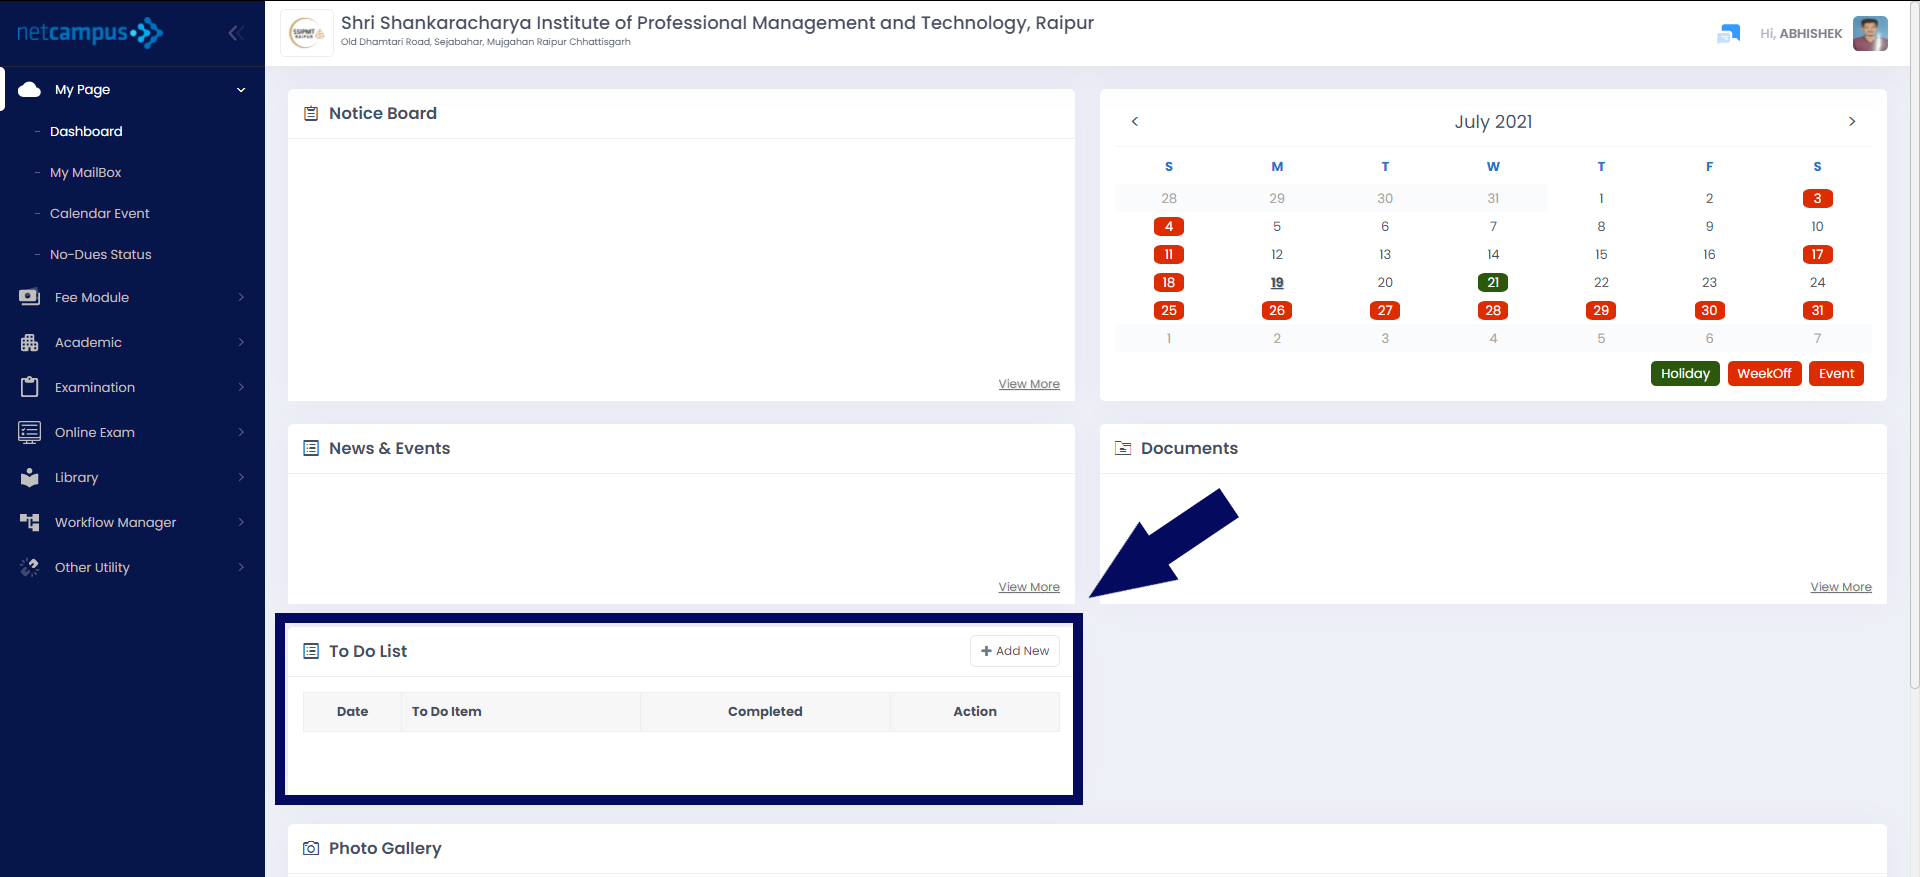 netcampus
My Page
Dashboard
My MailBox
Calendar Event
No-Dues Status
Fee Module
Academic
Examination
Online Exam
Library
Workflow Manager
Other Utility
SSIPMT
RAIPUR
Shri Shankaracharya Institute of Professional Management and Technology, Raipur
Old Dhamtari Road, Sejabahar, Mujgahan Raipur Chhattisgarh
Hi, ABHISHEK
Notice Board
View More
< July 2021 >
S M T W T F S
28 29 30 31 1 2 3
4 5 6 7 8 9 10
11 12 13 14 15 16 17
18 19 20 21 22 23 24
25 26 27 28 29 30 31
1 2 3 4 5 6 7
Holiday WeekOff Event
News & Events
View More
Documents
View More
To Do List
+ Add New
Date To Do Item Completed Action
Photo Gallery